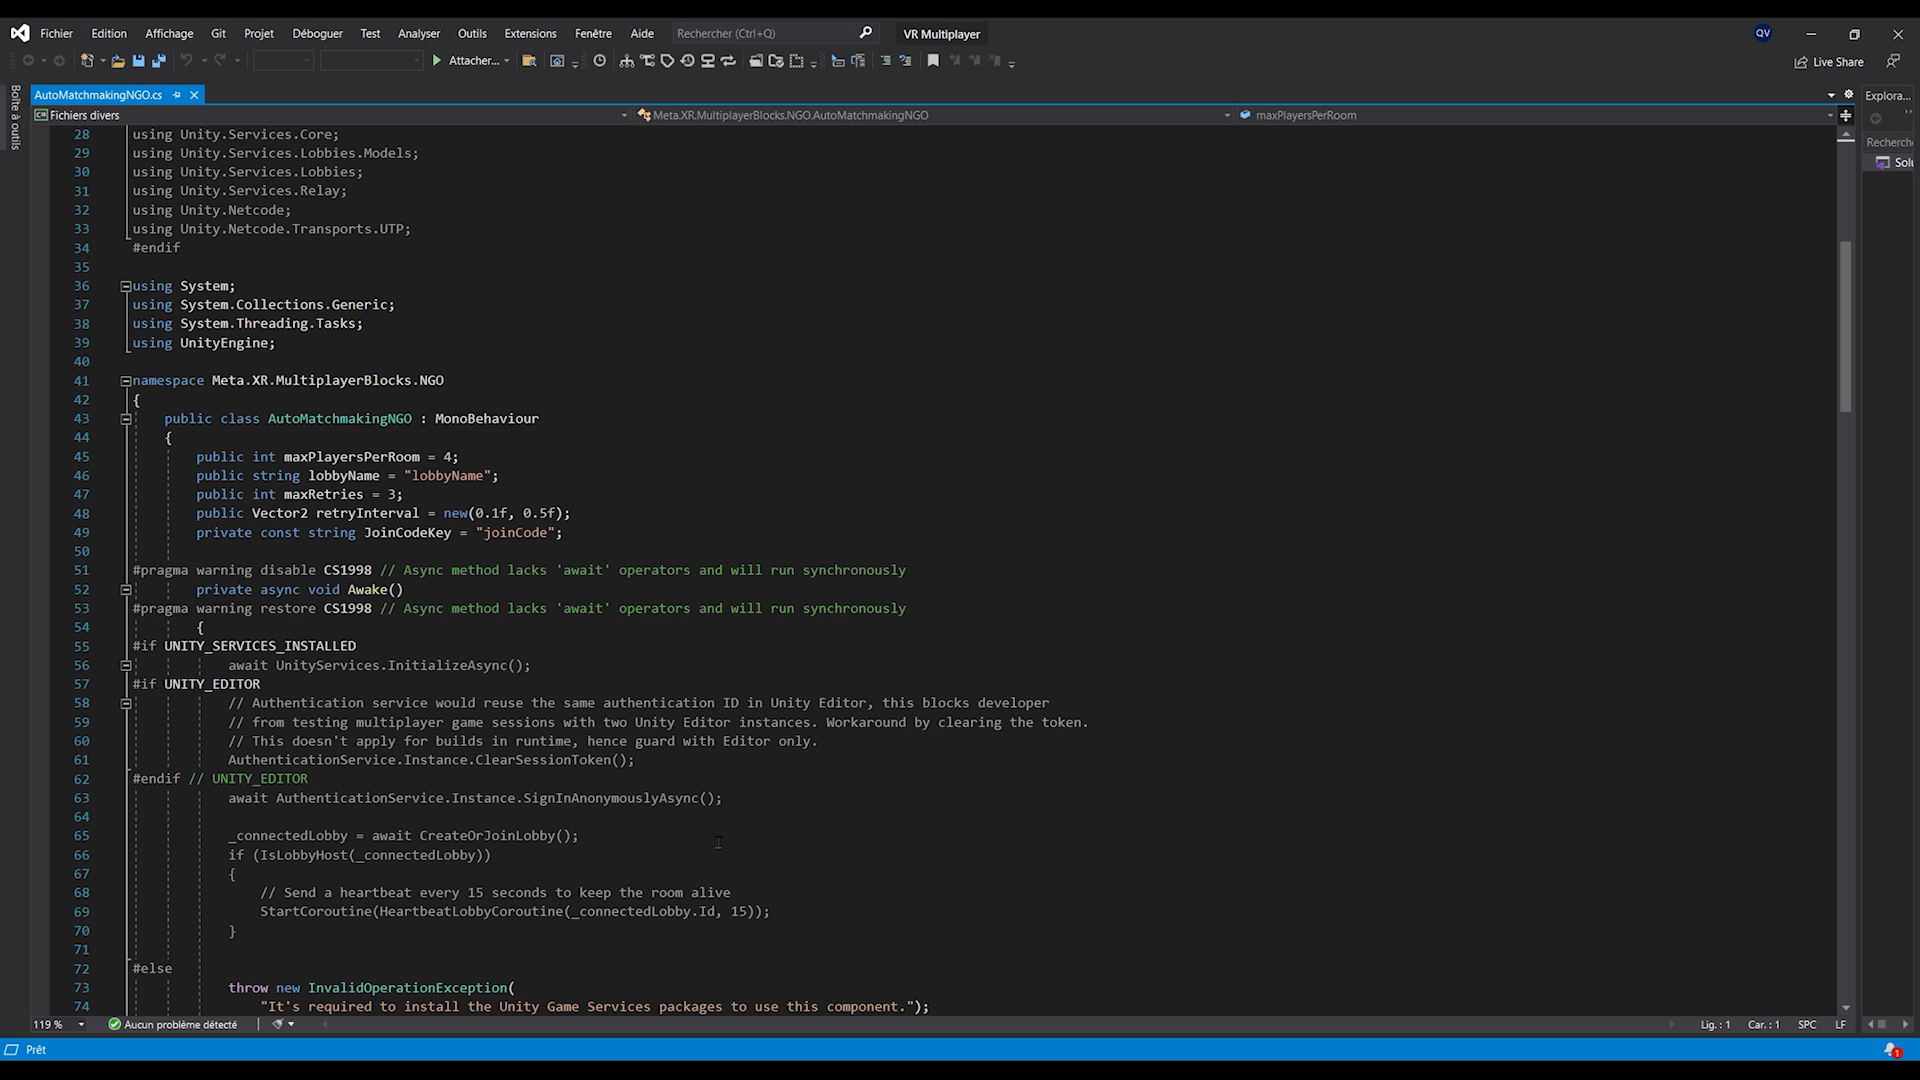 Fichier Edition Affichage Git Projet Déboguer Test Analyser Outils Extensions Fenêtre Aide Rechercher (Ctrl+Q) VR Multiplayer QV
Attacher... Live Share
AutoMatchmakingNGO.cs Explora...
Boîte à outils
Fichiers divers Meta.XR.MultiplayerBlocks.NGO.AutoMatchmakingNGO maxPlayersPerRoom
Recherche
Solu
28 using Unity.Services.Core;
29 using Unity.Services.Lobbies.Models;
30 using Unity.Services.Lobbies;
31 using Unity.Services.Relay;
32 using Unity.Netcode;
33 using Unity.Netcode.Transports.UTP;
34 #endif
35
36 using System;
37 using System.Collections.Generic;
38 using System.Threading.Tasks;
39 using UnityEngine;
40
41 namespace Meta.XR.MultiplayerBlocks.NGO
42 {
43 public class AutoMatchmakingNGO : MonoBehaviour
44 {
45 public int maxPlayersPerRoom = 4;
46 public string lobbyName = "lobbyName";
47 public int maxRetries = 3;
48 public Vector2 retryInterval = new(0.1f, 0.5f);
49 private const string JoinCodeKey = "joinCode";
50
51 #pragma warning disable CS1998 // Async method lacks 'await' operators and will run synchronously
52 private async void Awake()
53 #pragma warning restore CS1998 // Async method lacks 'await' operators and will run synchronously
54 {
55 #if UNITY_SERVICES_INSTALLED
56 await UnityServices.InitializeAsync();
57 #if UNITY_EDITOR
58 // Authentication service would reuse the same authentication ID in Unity Editor, this blocks developer
59 // from testing multiplayer game sessions with two Unity Editor instances. Workaround by clearing the token.
60 // This doesn't apply for builds in runtime, hence guard with Editor only.
61 AuthenticationService.Instance.ClearSessionToken();
62 #endif // UNITY_EDITOR
63 await AuthenticationService.Instance.SignInAnonymouslyAsync();
64
65 _connectedLobby = await CreateOrJoinLobby();
66 if (IsLobbyHost(_connectedLobby))
67 {
68 // Send a heartbeat every 15 seconds to keep the room alive
69 StartCoroutine(HeartbeatLobbyCoroutine(_connectedLobby.Id, 15));
70 }
71
72 #else
73 throw new InvalidOperationException(
74 "It's required to install the Unity Game Services packages to use this component.");
119 % Aucun problème détecté Lig. : 1 Car. : 1 SPC LF
Prêt 1